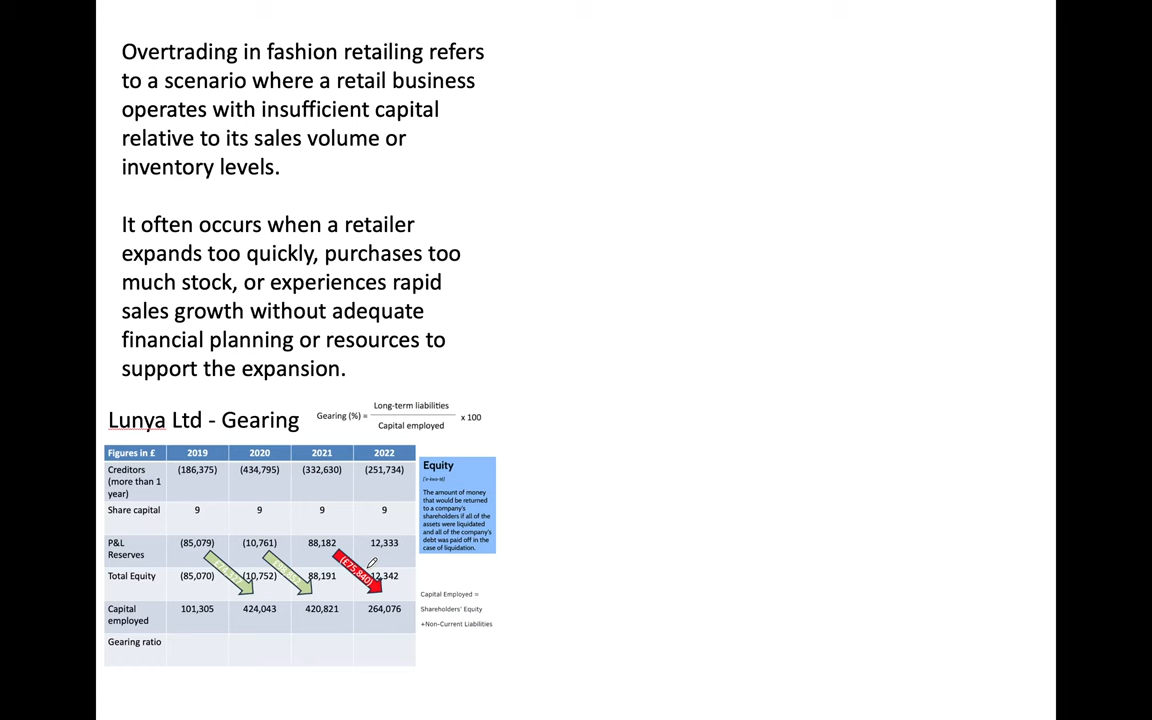 Overtrading in fashion retailing refers
to a scenario where a retail business
operates with insufficient capital
relative to its sales volume or
inventory levels.
It often occurs when a retailer
expands too quickly, purchases too
much stock, or experiences rapid
sales growth without adequate
financial planning or resources to
support the expansion.
Lunya Ltd - Gearing
Gearing (%) = Long-term liabilities
Capital employed
x 100
Figures in £ 2019 2020 2021 2022
Creditors (186,375) (434,795) (332,630) (251,734)
(more than 1
year)
Share capital 9 9 9 9
P&L (85,079) (10,761) 88,182 12,333
Reserves
(£75,840)
Total Equity (85,070) (10,752) 88,191 12,342
Capital 101,305 424,043 420,821 264,076
employed
Gearing ratio
Equity
The amount of money
that would be returned
to a company's
shareholders if all of the
assets were liquidated
and all of the company's
debt was paid off in the
case of liquidation.
Capital Employed =
Shareholders' Equity
+Non-Current Liabilities